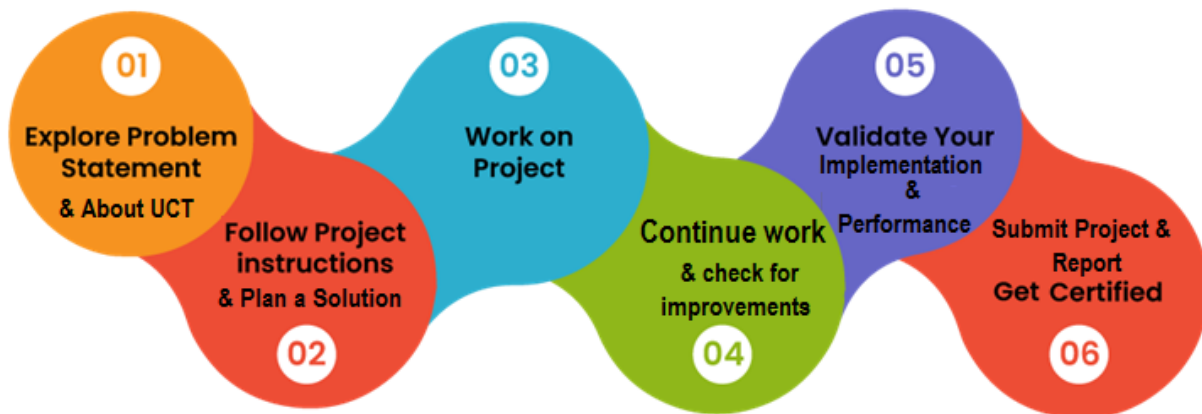 01
Explore Problem
Statement
& About UCT
Follow Project
instructions
& Plan a Solution
02
03
Work on
Project
Continue work
& check for
improvements
04
05
Validate Your
Implementation
&
Performance
Submit Project &
Report
Get Certified
06